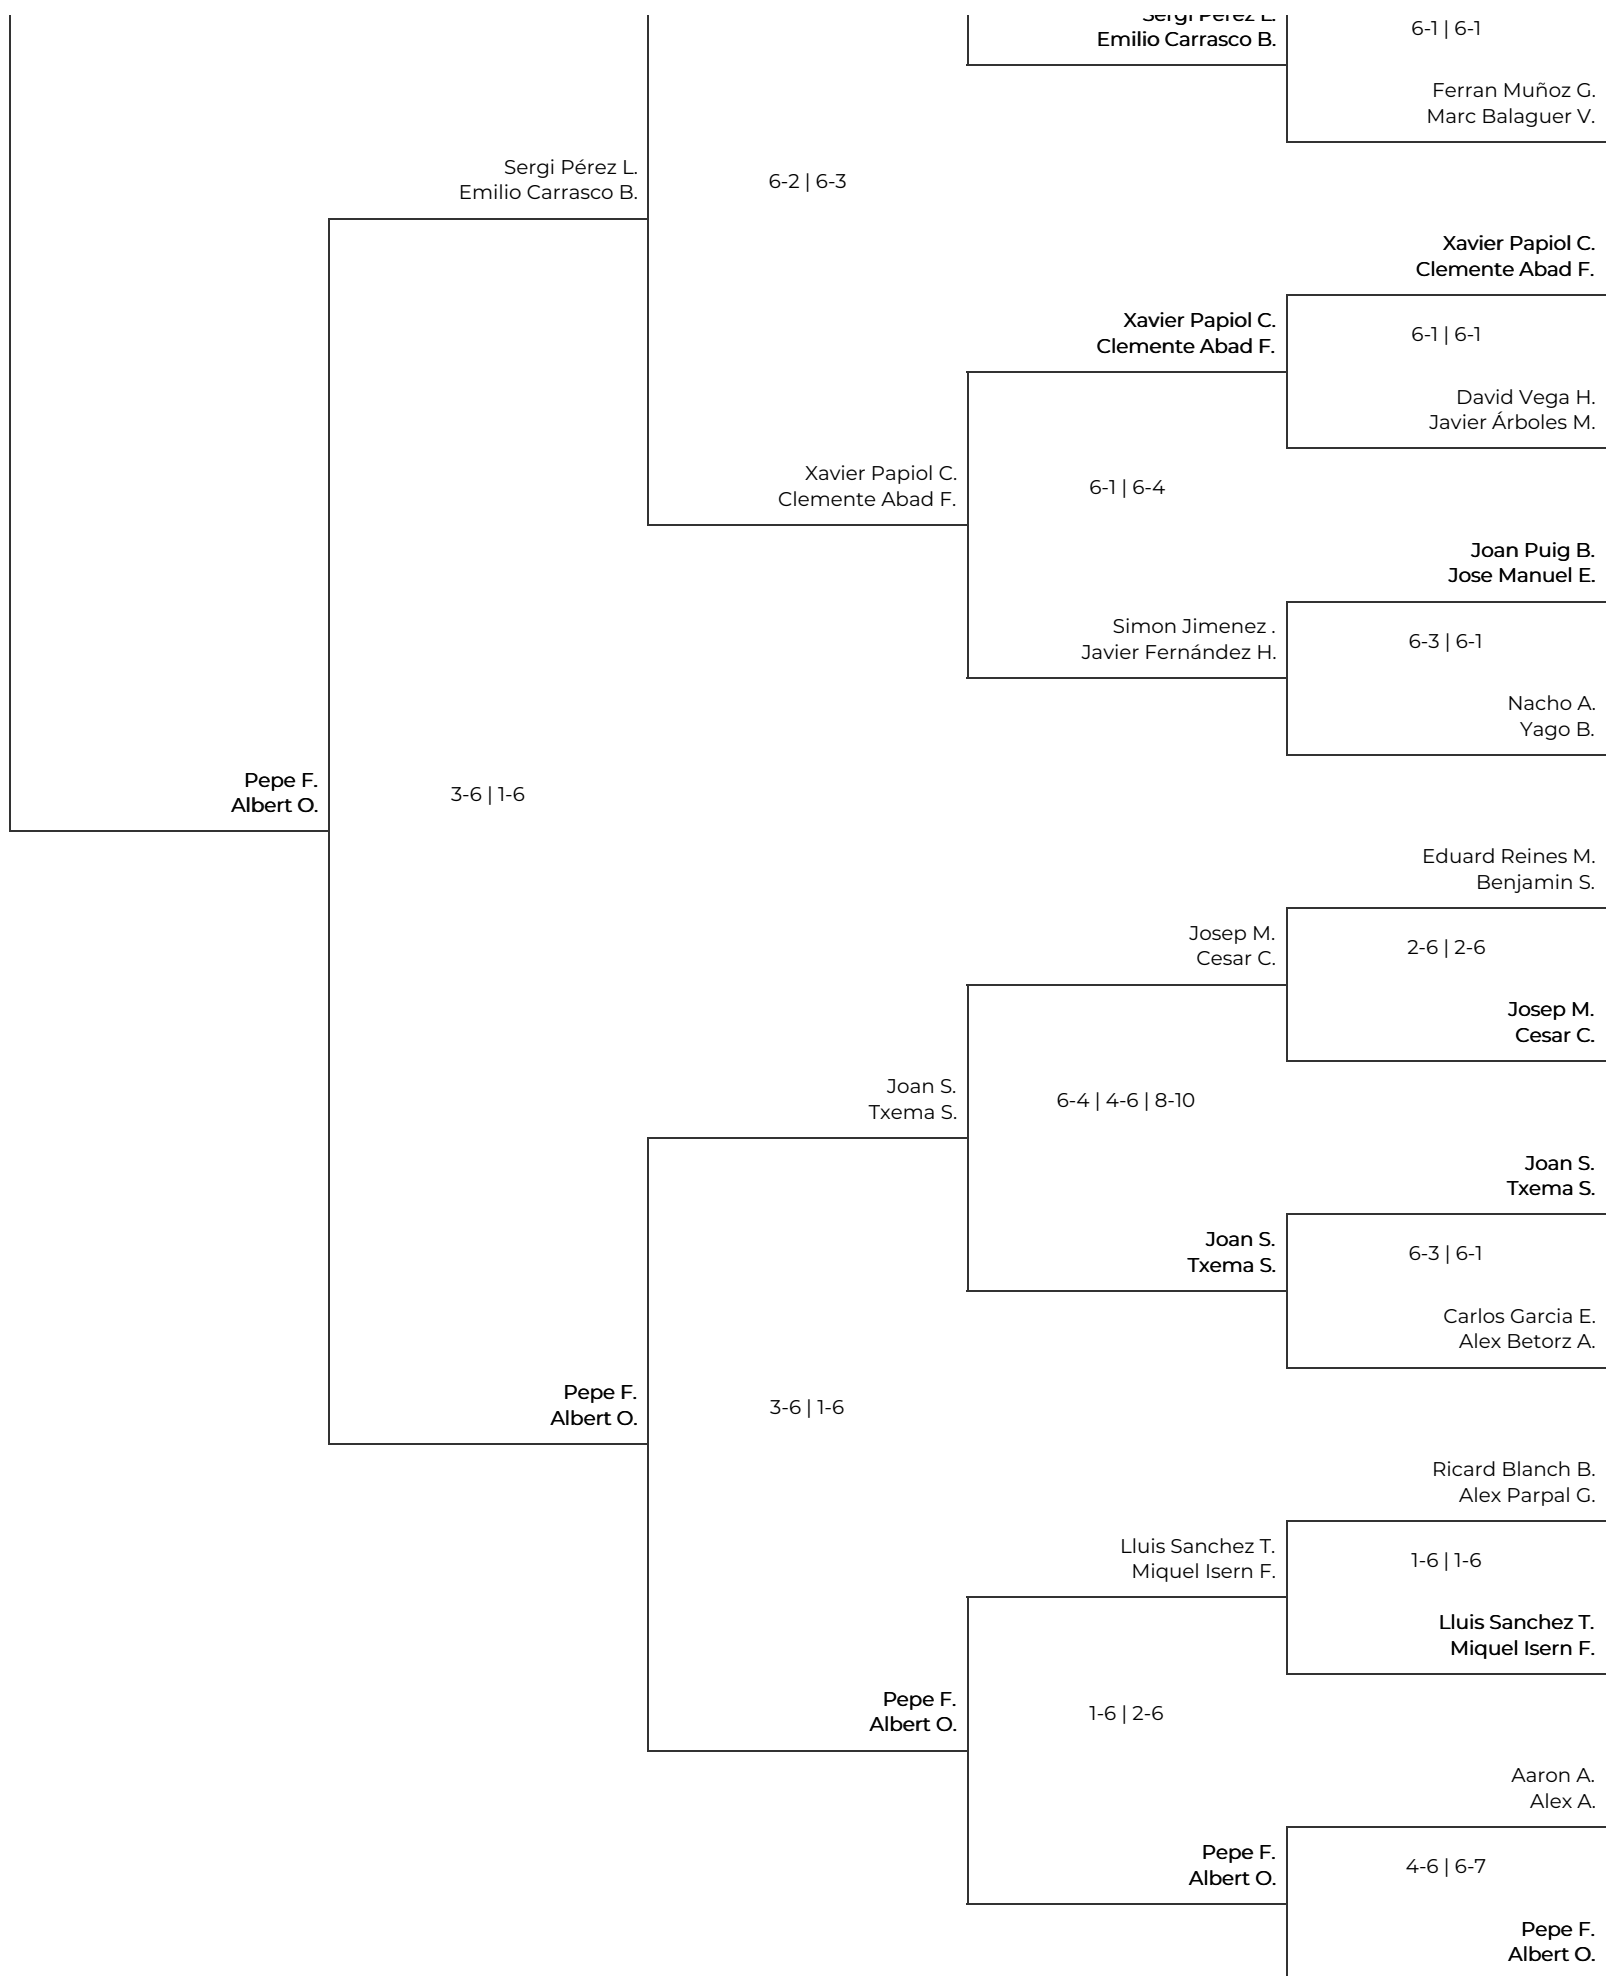 Sergi Pérez L.
Emilio Carrasco B.
6-1 | 6-1
Ferran Muñoz G.
Marc Balaguer V.
Sergi Pérez L.
Emilio Carrasco B.
6-2 | 6-3
Xavier Papiol C.
Clemente Abad F.
Xavier Papiol C.
Clemente Abad F.
6-1 | 6-1
David Vega H.
Javier Árboles M.
Xavier Papiol C.
Clemente Abad F.
6-1 | 6-4
Joan Puig B.
Jose Manuel E.
Simon Jimenez .
Javier Fernández H.
6-3 | 6-1
Nacho A.
Yago B.
Pepe F.
Albert O.
3-6 | 1-6
Eduard Reines M.
Benjamin S.
Josep M.
Cesar C.
2-6 | 2-6
Josep M.
Cesar C.
Joan S.
Txema S.
6-4 | 4-6 | 8-10
Joan S.
Txema S.
Joan S.
Txema S.
6-3 | 6-1
Carlos Garcia E.
Alex Betorz A.
Pepe F.
Albert O.
3-6 | 1-6
Ricard Blanch B.
Alex Parpal G.
Lluis Sanchez T.
Miquel Isern F.
1-6 | 1-6
Lluis Sanchez T.
Miquel Isern F.
Pepe F.
Albert O.
1-6 | 2-6
Aaron A.
Alex A.
Pepe F.
Albert O.
4-6 | 6-7
Pepe F.
Albert O.